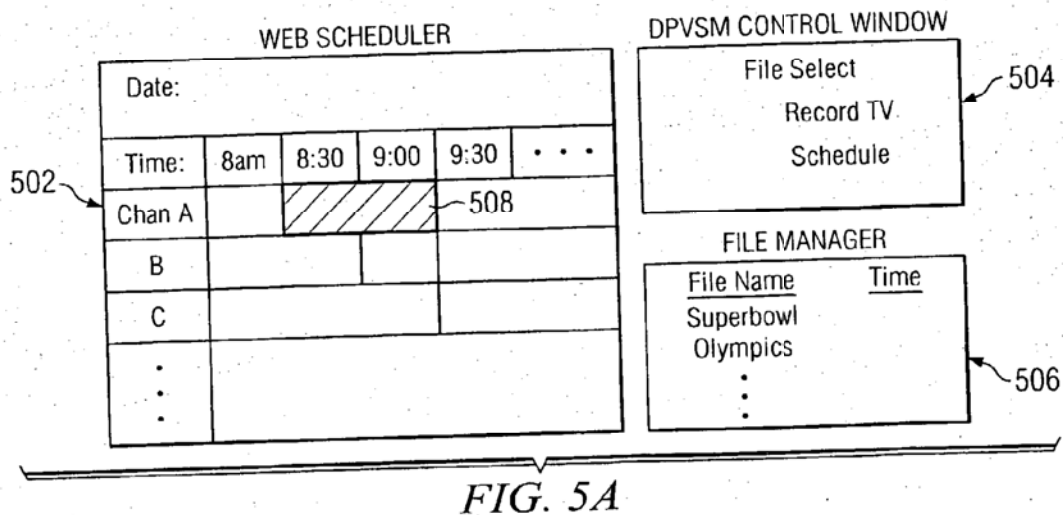 WEB SCHEDULER
Date:
Time: 8am 8:30 9:00 9:30 . . .
502
Chan A
508
B
C
DPVSM CONTROL WINDOW
File Select
Record TV
Schedule
504
FILE MANAGER
File Name Time
Superbowl
Olympics
506
FIG. 5A